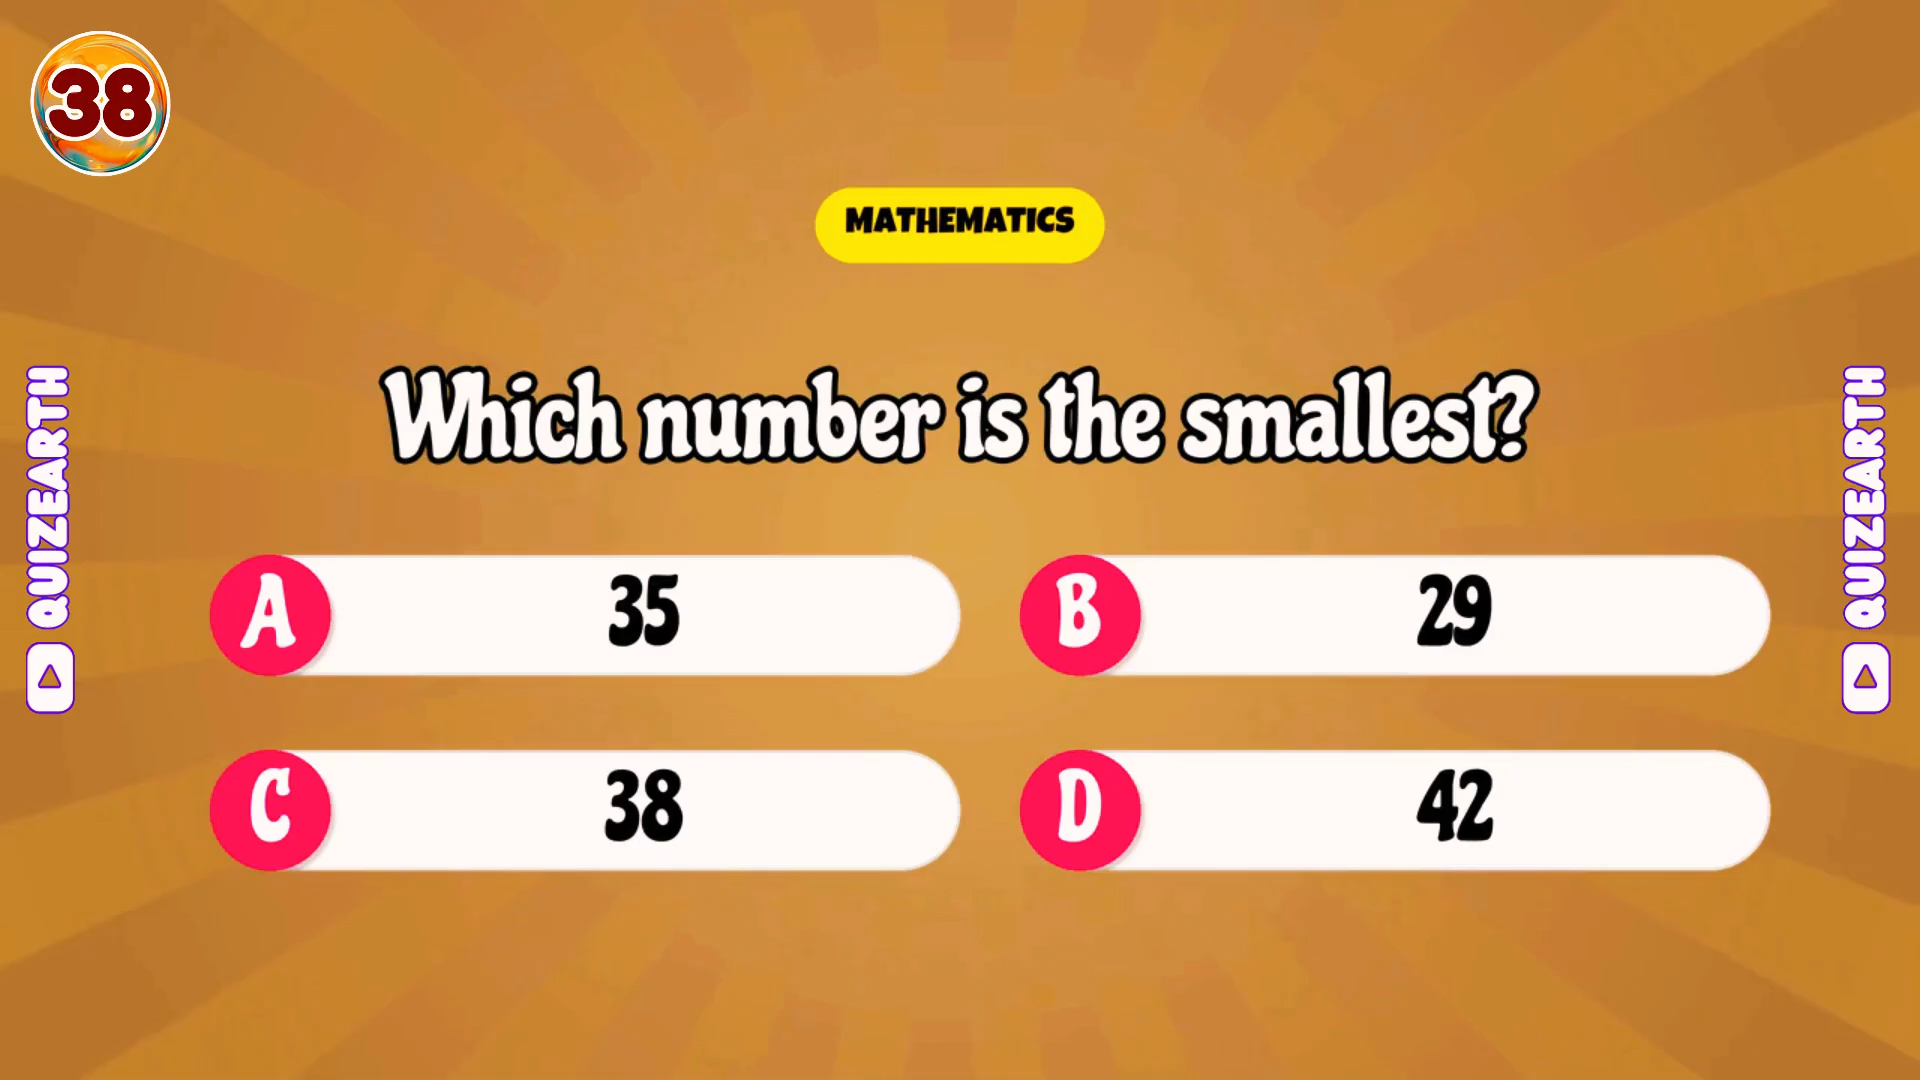 38
MATHEMATICS
Which number is the smallest?
A 35
B 29
C 38
D 42
QUIZEARTH
QUIZEARTH